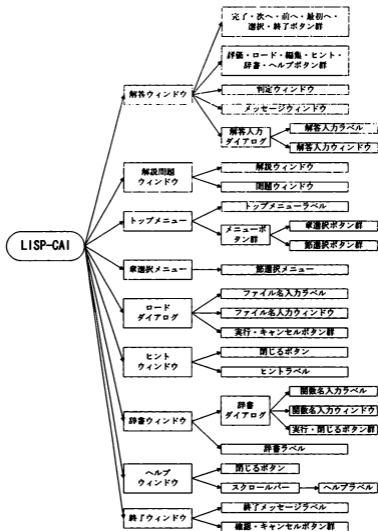 完了・次へ・前へ・最初へ・
選択・終了ボタン群
評価・ロード・編集・ヒント・
辞書・ヘルプボタン群
解答ウィンドウ
判定ウィンドウ
メッセージウィンドウ
解答入力
ダイアログ
解答入力ラベル
解答入力ウィンドウ
解説問題
ウィンドウ
解説ウィンドウ
問題ウィンドウ
トップメニュー
トップメニューラベル
メニューボ
タン群
章選択ボタン群
節選択ボタン群
LISP-CAI
章選択メニュー
節選択メニュー
ロード
ダイアログ
ファイル名入力ラベル
ファイル名入力ウィンドウ
実行・キャンセルボタン群
ヒント
ウィンドウ
閉じるボタン
ヒントラベル
辞書ウィンドウ
辞書
ダイアログ
関数名入力ラベル
関数名入力ウィンドウ
実行・閉じるボタン群
辞書ラベル
ヘルプ
ウィンドウ
閉じるボタン
スクロールバー
ヘルプラベル
終了ウィンドウ
終了メッセージラベル
確認・キャンセルボタン群